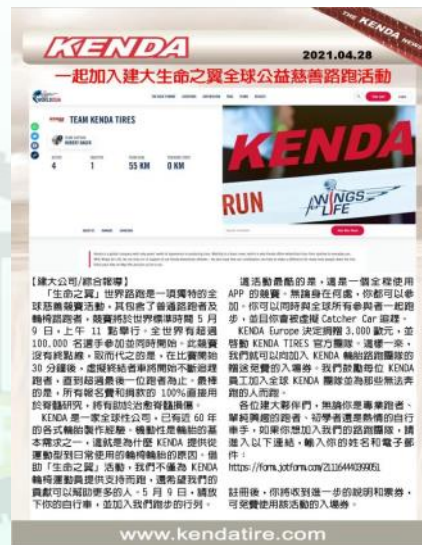 THE KENDA NEWS
KENDA
2021.04.28
一起加入建大生命之翼全球公益慈善路跑活動
TEAM KENDA TIRES
4
1
55 KM
0 KM
KENDA
RUN
WINGS
LIFE
【建大公司/綜合報導】
「生命之翼」世界路跑是一項獨特的全
球慈善競賽活動，其包含了普通路跑者及
輪椅路跑者，競賽將於世界標準時間 5 月
9 日，上午 11 點舉行。全世界有超過
100.000 名選手參加並同時開始。此競賽
沒有終點線，取而代之的是，在比賽開始
30 分鐘後，虛擬終結者車將開始不斷追趕
跑者，直到超過最後一位跑者為止。最棒
的是，所有報名費和捐款的 100%直接用
於脊髓研究，將有助於治愈脊髓損傷。
KENDA 是一家全球性公司，已有近 60 年
的各式輪胎製作經驗。機動性是輪胎的基
本需求之一，這就是為什麼 KENDA 提供從
運動型到日常使用的輪椅輪胎的原因。借
助「生命之翼」活動，我們不僅為 KENDA
輪椅運動員提供支持而跑，還希望我們的
貢獻可以幫助更多的人。5 月 9 日，請放
下你的自行車，並加入我們跑步的行列。
這活動最酷的是，這是一個全程使用
APP 的競賽。無論身在何處，你都可以參
加。你可以同時與全球所有參與者一起跑
步，並且你會被虛擬 Catcher Car 追趕。
KENDA Europe 決定捐贈 3.000 歐元，並
啓動 KENDA TIRES 官方團隊。這樣一來，
我們就可以向加入 KENDA 輪胎路跑團隊的
贈送免費的入場券。我們鼓勵每位 KENDA
員工加入全球 KENDA 團隊並為那些無法奔
跑的人而跑。
各位建大夥伴們，無論你是專業跑者、
單純興趣的跑者、初學者還是熱情的自行
車手，如果你想加入我們的路跑團隊，請
進入以下連結，輸入你的姓名和電子郵
件：
https://form.jotform.com/211164440399051
註冊後，你將收到進一步的說明和票券，
可免費使用該活動的入場券。
www.kendatire.com